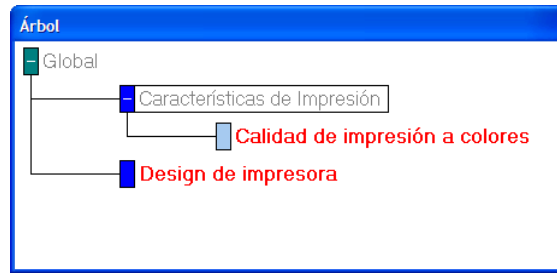 Árbol
Global
Características de Impresión
Calidad de impresión a colores
Design de impresora